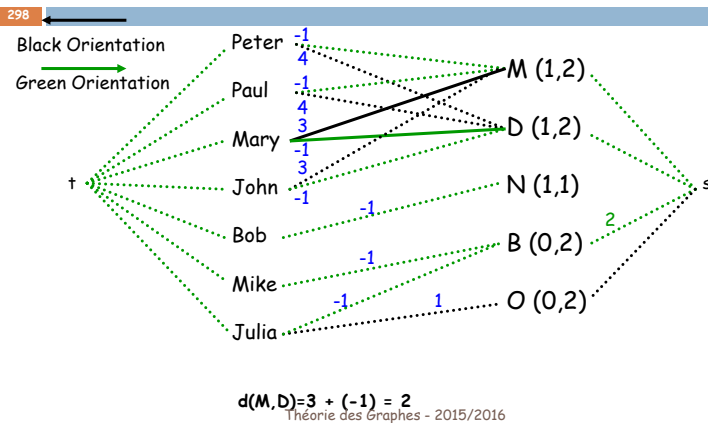 298
Black Orientation
Green Orientation
Peter
-1
4
Paul
-1
4
Mary
3
-1
John
3
-1
Bob
-1
Mike
-1
Julia
-1
1
t
M (1,2)
D (1,2)
N (1,1)
B (0,2)
2
O (0,2)
s
d(M,D)=3 + (-1) = 2
Théorie des Graphes - 2015/2016